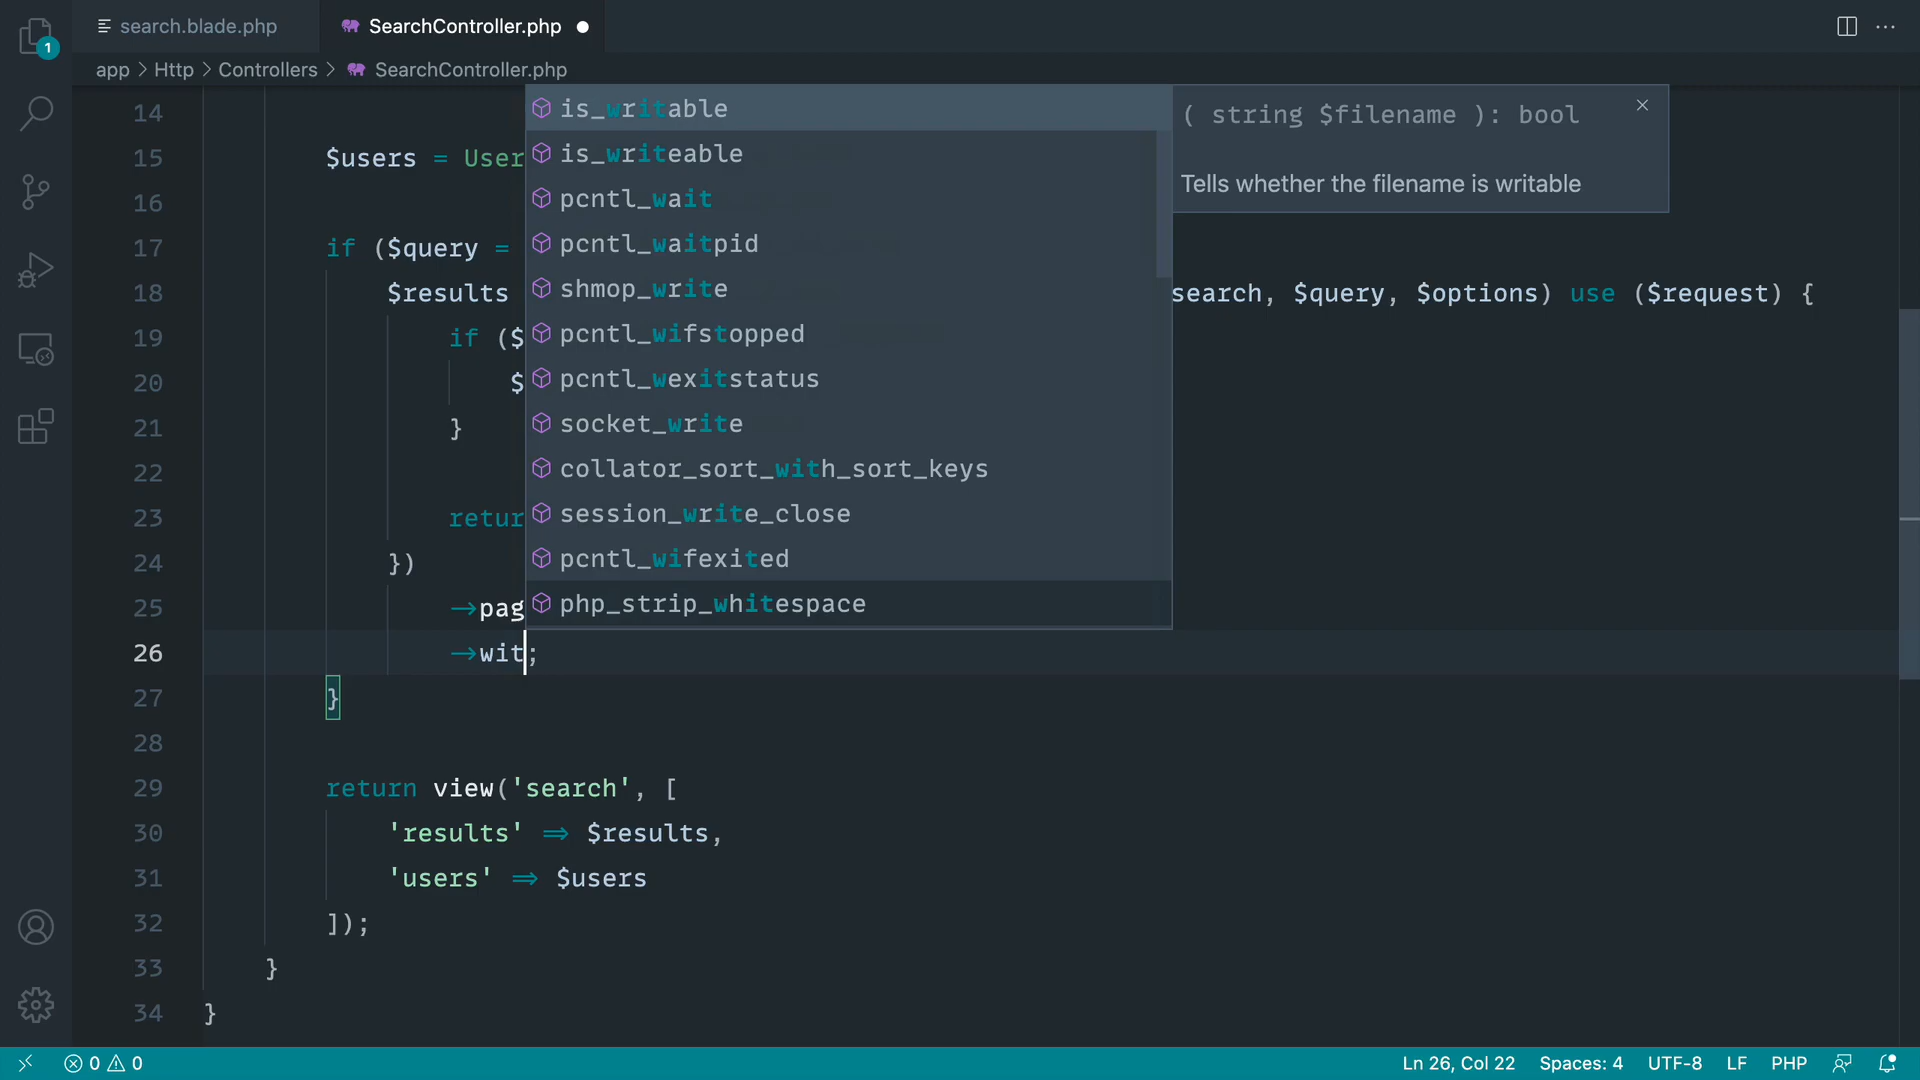 search.blade.php SearchController.php
1
app > Http > Controllers > SearchController.php
14
15 $users = User
16
17 if ($query =
18 $results search, $query, $options) use ($request) {
19 if ($
20 $
21 }
22
23 retur
24 })
25 ->pag
26 ->wit;
27 }
28
29 return view('search', [
30 'results' => $results,
31 'users' => $users
32 ]);
33 }
34 }
is_writable
is_writeable
pcntl_wait
pcntl_waitpid
shmop_write
pcntl_wifstopped
pcntl_wexitstatus
socket_write
collator_sort_with_sort_keys
session_write_close
pcntl_wifexited
php_strip_whitespace
( string $filename ): bool
Tells whether the filename is writable
0 0 Ln 26, Col 22 Spaces: 4 UTF-8 LF PHP